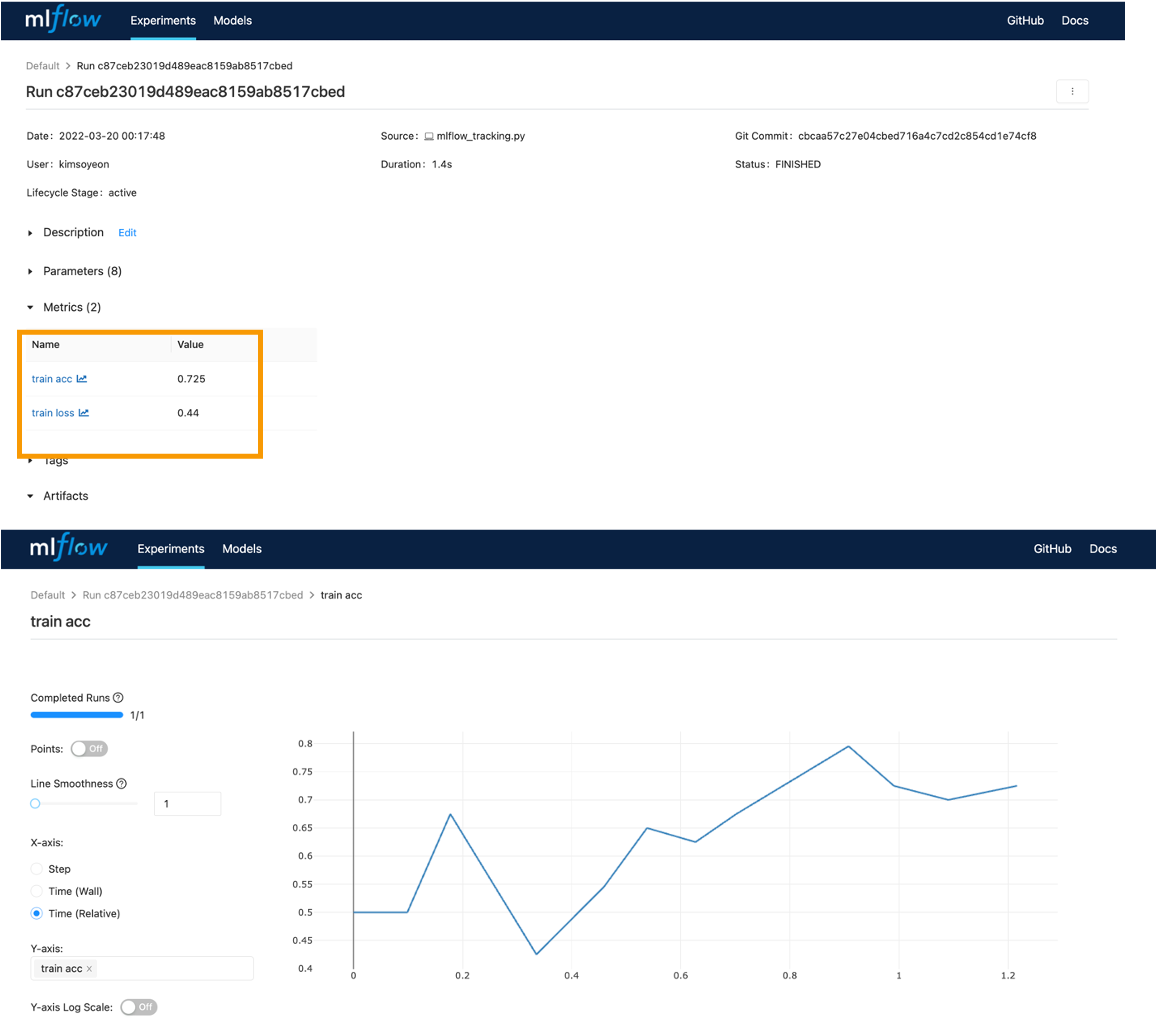 mlflow Experiments Models GitHub Docs
Default > Run c87ceb23019d489eac8159ab8517cbed
Run c87ceb23019d489eac8159ab8517cbed
Date: 2022-03-20 00:17:48 Source: mlflow_tracking.py Git Commit: cbcaa57c27e04cbed716a4c7cd2c854cd1e74cf8
User: kimsoyeon Duration: 1.4s Status: FINISHED
Lifecycle Stage: active
Description Edit
Parameters (8)
Metrics (2)
Name Value
train acc 0.725
train loss 0.44
Tags
Artifacts
mlflow Experiments Models GitHub Docs
Default > Run c87ceb23019d489eac8159ab8517cbed > train acc
train acc
Completed Runs ?
1/1
Points: Off
Line Smoothness ?
1
X-axis:
Step
Time (Wall)
Time (Relative)
Y-axis:
train acc ×
Y-axis Log Scale: Off
0.8
0.75
0.7
0.65
0.6
0.55
0.5
0.45
0.4
0 0.2 0.4 0.6 0.8 1 1.2